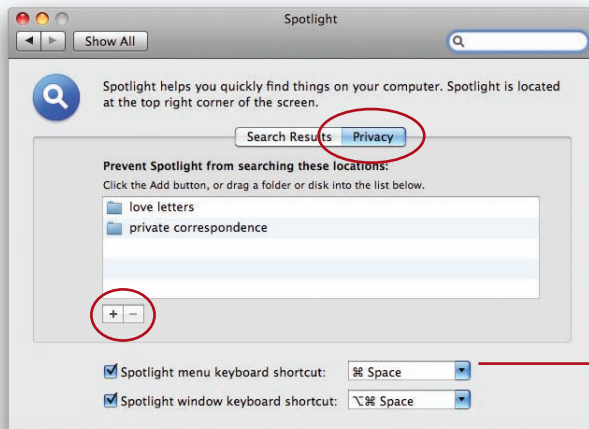 Spotlight
Show All
Spotlight helps you quickly find things on your computer. Spotlight is located
at the top right corner of the screen.
Search Results Privacy
Prevent Spotlight from searching these locations:
Click the Add button, or drag a folder or disk into the list below.
love letters
private correspondence
+ −
Spotlight menu keyboard shortcut: ⌘ Space
Spotlight window keyboard shortcut: ⌥⌘ Space